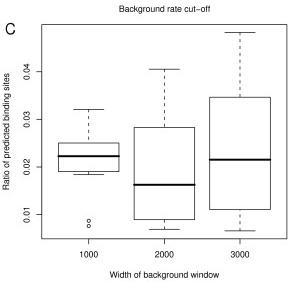 Background rate cut-off
C
Ratio of predicted binding sites
0.04
0.03
0.02
0.01
1000 2000 3000
Width of background window